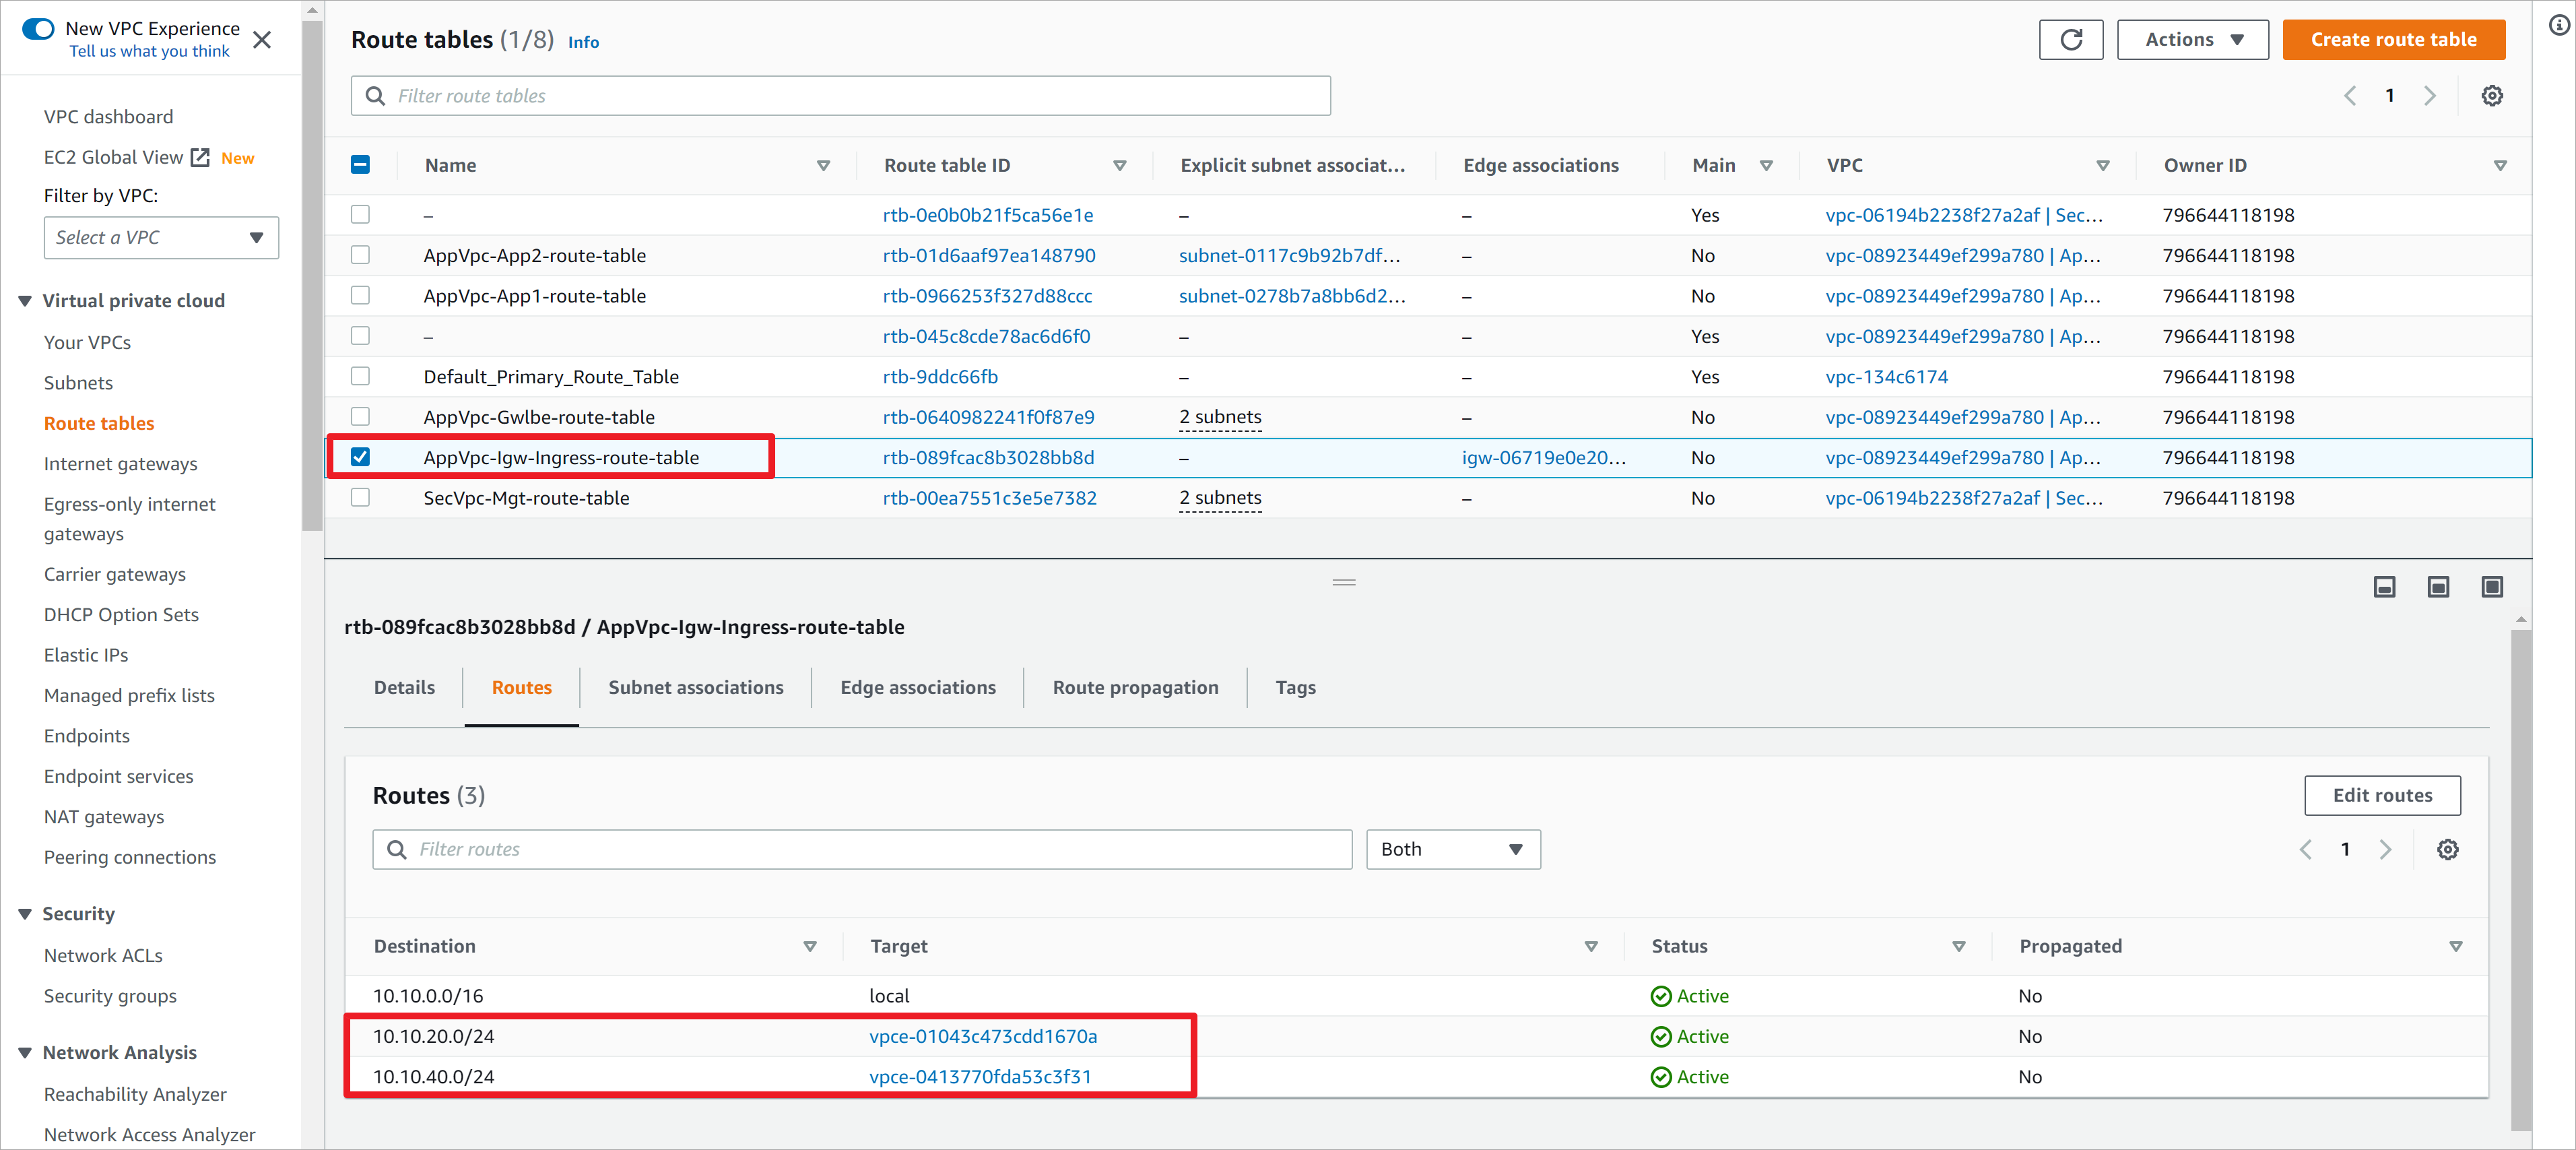 New VPC Experience
Tell us what you think
VPC dashboard
EC2 Global View New
Filter by VPC:
Select a VPC
Virtual private cloud
Your VPCs
Subnets
Route tables
Internet gateways
Egress-only internet
gateways
Carrier gateways
DHCP Option Sets
Elastic IPs
Managed prefix lists
Endpoints
Endpoint services
NAT gateways
Peering connections
Security
Network ACLs
Security groups
Network Analysis
Reachability Analyzer
Network Access Analyzer
Route tables (1/8) Info
Actions
Create route table
Filter route tables
1
Name Route table ID Explicit subnet associat... Edge associations Main VPC Owner ID
– rtb-0e0b0b21f5ca56e1e – – Yes vpc-06194b2238f27a2af | Sec... 796644118198
AppVpc-App2-route-table rtb-01d6aaf97ea148790 subnet-0117c9b92b7df... – No vpc-08923449ef299a780 | Ap... 796644118198
AppVpc-App1-route-table rtb-0966253f327d88ccc subnet-0278b7a8bb6d2... – No vpc-08923449ef299a780 | Ap... 796644118198
– rtb-045c8cde78ac6d6f0 – – Yes vpc-08923449ef299a780 | Ap... 796644118198
Default_Primary_Route_Table rtb-9ddc66fb – – Yes vpc-134c6174 796644118198
AppVpc-Gwlbe-route-table rtb-0640982241f0f87e9 2 subnets – No vpc-08923449ef299a780 | Ap... 796644118198
AppVpc-Igw-Ingress-route-table rtb-089fcac8b3028bb8d – igw-06719e0e20... No vpc-08923449ef299a780 | Ap... 796644118198
SecVpc-Mgt-route-table rtb-00ea7551c3e5e7382 2 subnets – No vpc-06194b2238f27a2af | Sec... 796644118198
rtb-089fcac8b3028bb8d / AppVpc-Igw-Ingress-route-table
Details Routes Subnet associations Edge associations Route propagation Tags
Routes (3)
Edit routes
Filter routes
Both
1
Destination Target Status Propagated
10.10.0.0/16 local Active No
10.10.20.0/24 vpce-01043c473cdd1670a Active No
10.10.40.0/24 vpce-0413770fda53c3f31 Active No